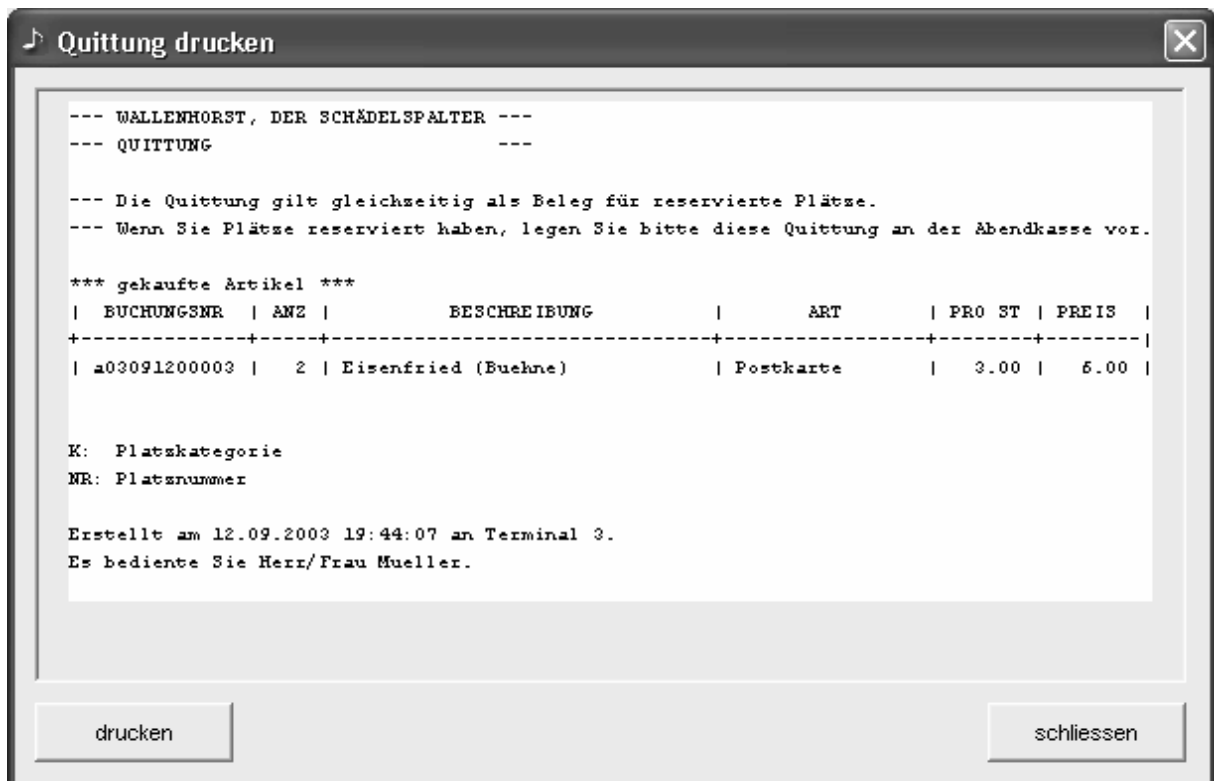 Quittung drucken
--- WALLENHORST, DER SCHÄDELSPALTER ---
--- QUITTUNG                        ---
--- Die Quittung gilt gleichzeitig als Beleg für reservierte Plätze.
--- Wenn Sie Plätze reserviert haben, legen Sie bitte diese Quittung an der Abendkasse vor.
*** gekaufte Artikel ***
|  BUCHUNGSNR  | ANZ |          BESCHREIBUNG          |       ART       | PRO ST | PREIS  |
+--------------+-----+--------------------------------+-----------------+--------+--------|
| a03091200003 |   2 | Eisenfried (Buehne)            | Postkarte       |   3.00 |   6.00 |
K:  Platzkategorie
NR: Platznummer
Erstellt am 12.09.2003 19:44:07 an Terminal 3.
Es bediente Sie Herr/Frau Mueller.
drucken
schliessen